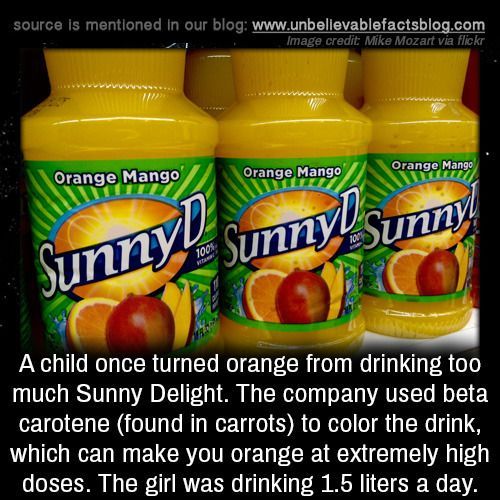 source is mentioned in our blog: www.unbelievablefactsblog.com
Image credit: Mike Mozart via flickr
Orange Mango
SunnyD
100%
Orange Mango
SunnyD
100%
Orange Mango
SunnyD
A child once turned orange from drinking too
much Sunny Delight. The company used beta
carotene (found in carrots) to color the drink,
which can make you orange at extremely high
doses. The girl was drinking 1.5 liters a day.